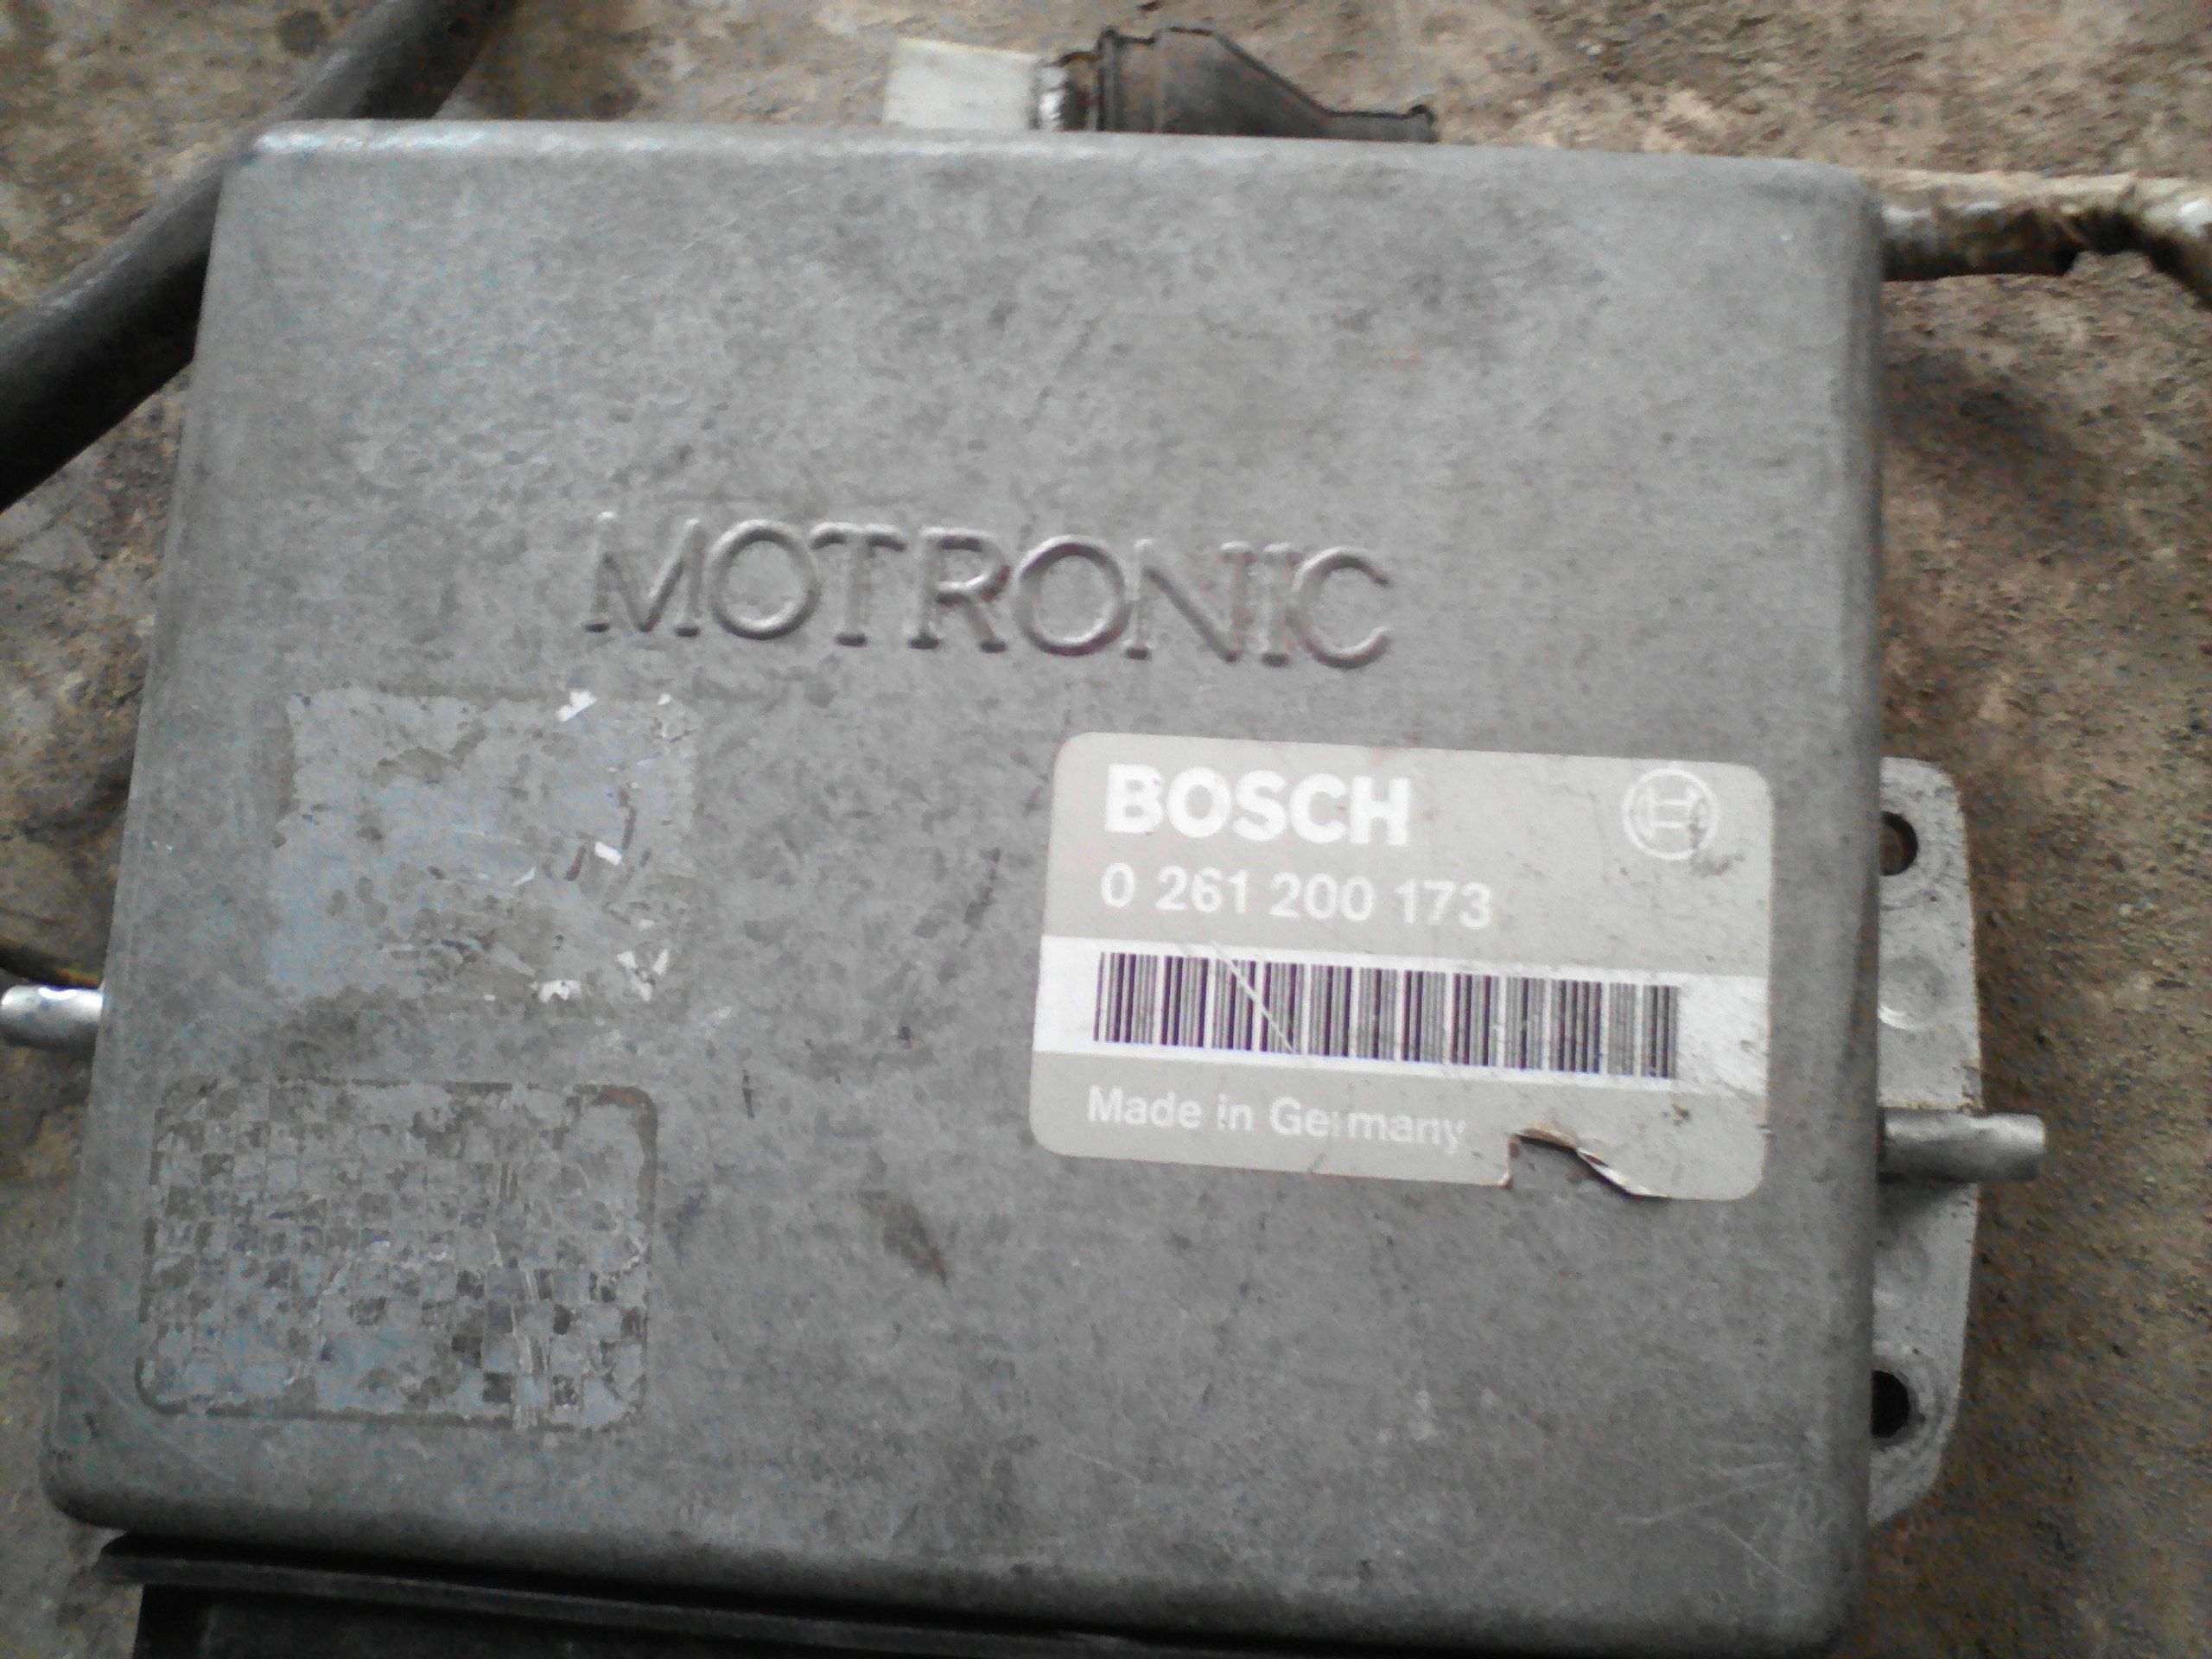 MOTRONIC
BOSCH
0 261 200 173
Made in Germany